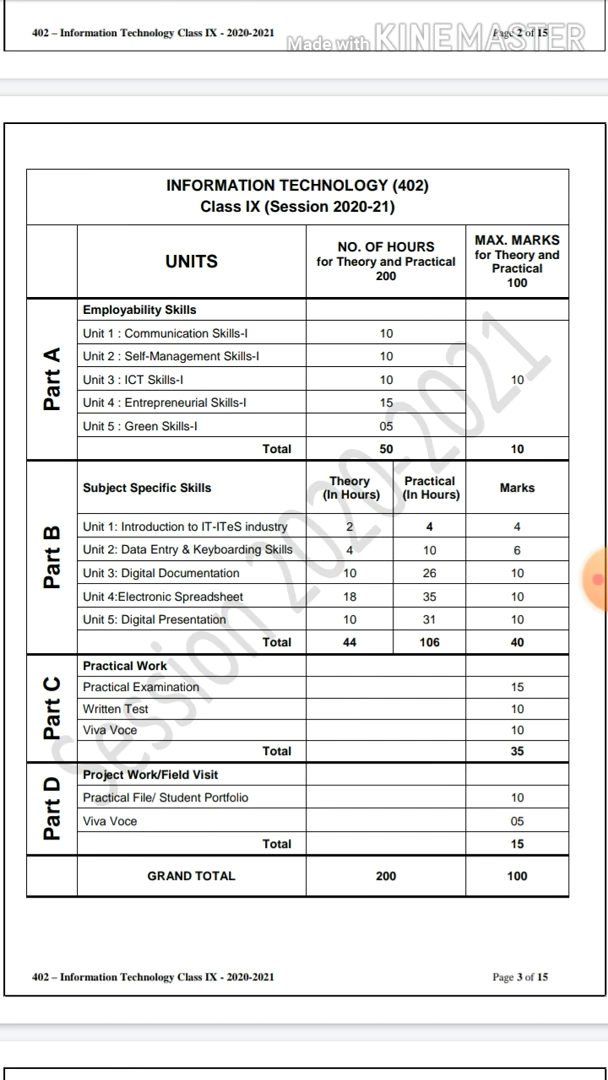 402 – Information Technology Class IX - 2020-2021 Page 2 of 15
Made with KINEMASTER
INFORMATION TECHNOLOGY (402)
Class IX (Session 2020-21)
UNITS
NO. OF HOURS
for Theory and Practical
200
MAX. MARKS
for Theory and
Practical
100
Part A
Employability Skills
Unit 1 : Communication Skills-I 10
Unit 2 : Self-Management Skills-I 10
Unit 3 : ICT Skills-I 10 10
Unit 4 : Entrepreneurial Skills-I 15
Unit 5 : Green Skills-I 05
Total 50 10
Part B
Subject Specific Skills
Theory
(In Hours)
Practical
(In Hours)
Marks
Unit 1: Introduction to IT-ITeS industry 2 4 4
Unit 2: Data Entry & Keyboarding Skills 4 10 6
Unit 3: Digital Documentation 10 26 10
Unit 4:Electronic Spreadsheet 18 35 10
Unit 5: Digital Presentation 10 31 10
Total 44 106 40
Part C
Practical Work
Practical Examination 15
Written Test 10
Viva Voce 10
Total 35
Part D
Project Work/Field Visit
Practical File/ Student Portfolio 10
Viva Voce 05
Total 15
GRAND TOTAL 200 100
Session 2020-2021
402 – Information Technology Class IX - 2020-2021 Page 3 of 15